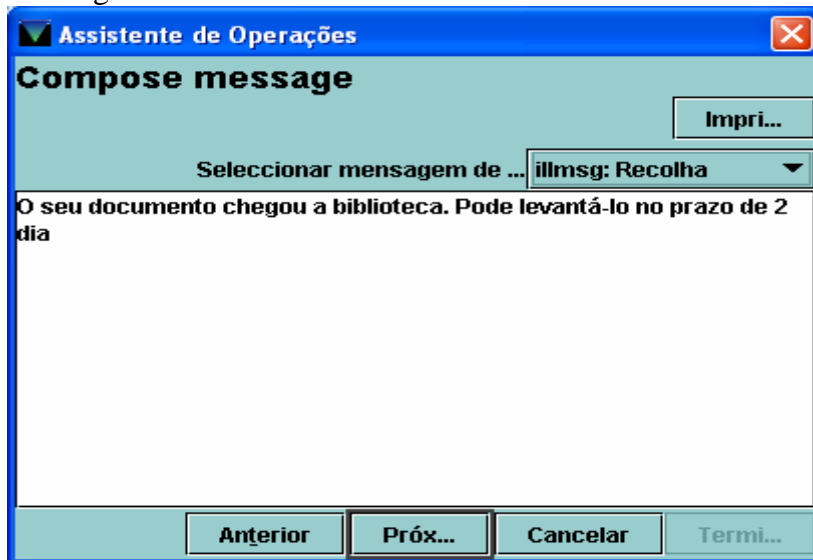 Assistente de Operações
Compose message
Impri...
Seleccionar mensagem de ... illmsg: Recolha
O seu documento chegou a biblioteca. Pode levantá-lo no prazo de 2
dia
Anterior Próx... Cancelar Termi...